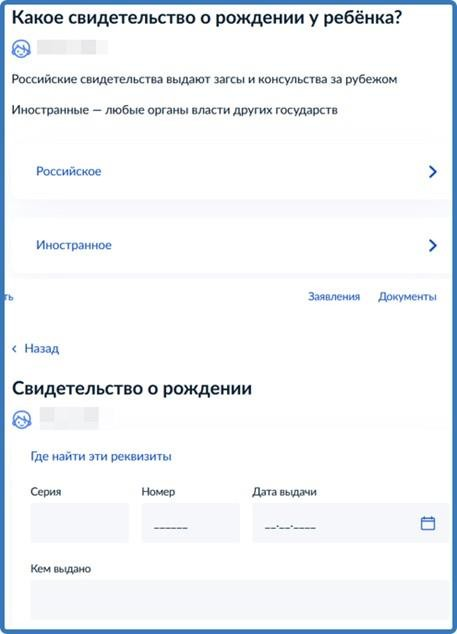 Какое свидетельство о рождении у ребёнка?
Российские свидетельства выдают загсы и консульства за рубежом
Иностранные — любые органы власти других государств
Российское
Иностранное
ть Заявления Документы
Назад
Свидетельство о рождении
Где найти эти реквизиты
Серия Номер Дата выдачи
______ __.__.____
Кем выдано